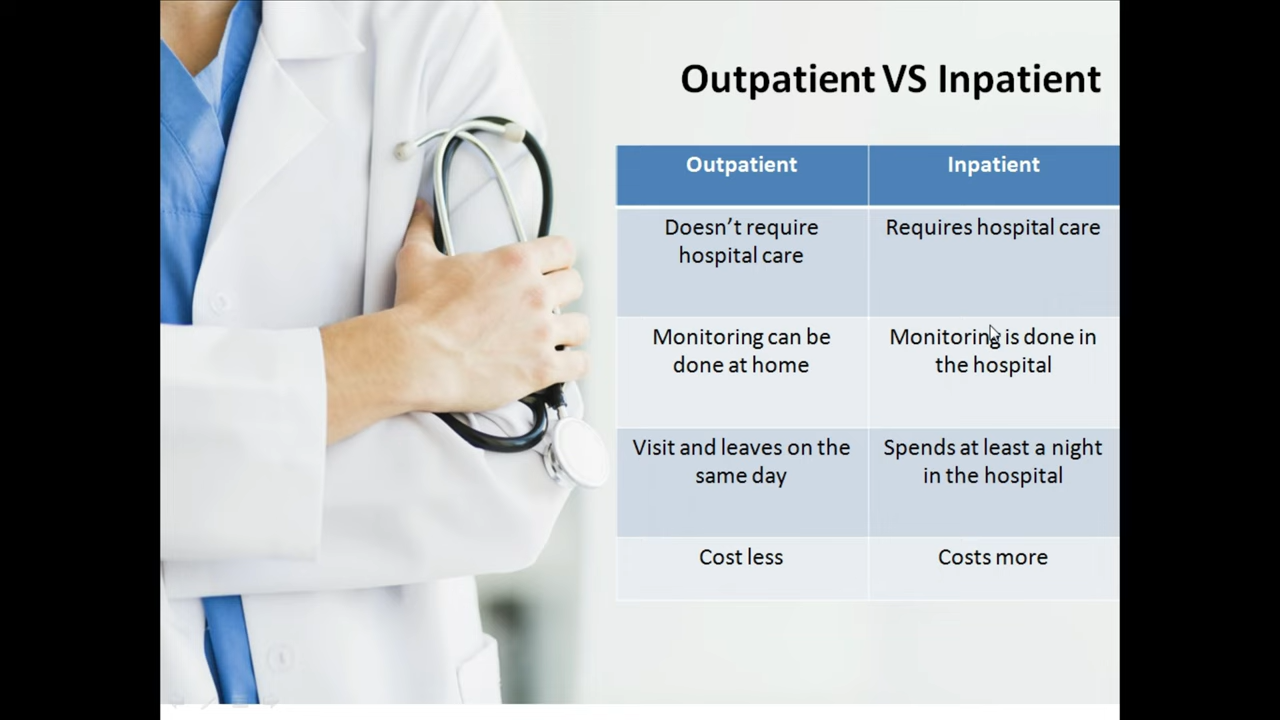 Outpatient VS Inpatient
Outpatient
Inpatient
Doesn’t require
hospital care
Requires hospital care
Monitoring can be
done at home
Monitoring is done in
the hospital
Visit and leaves on the
same day
Spends at least a night
in the hospital
Cost less
Costs more